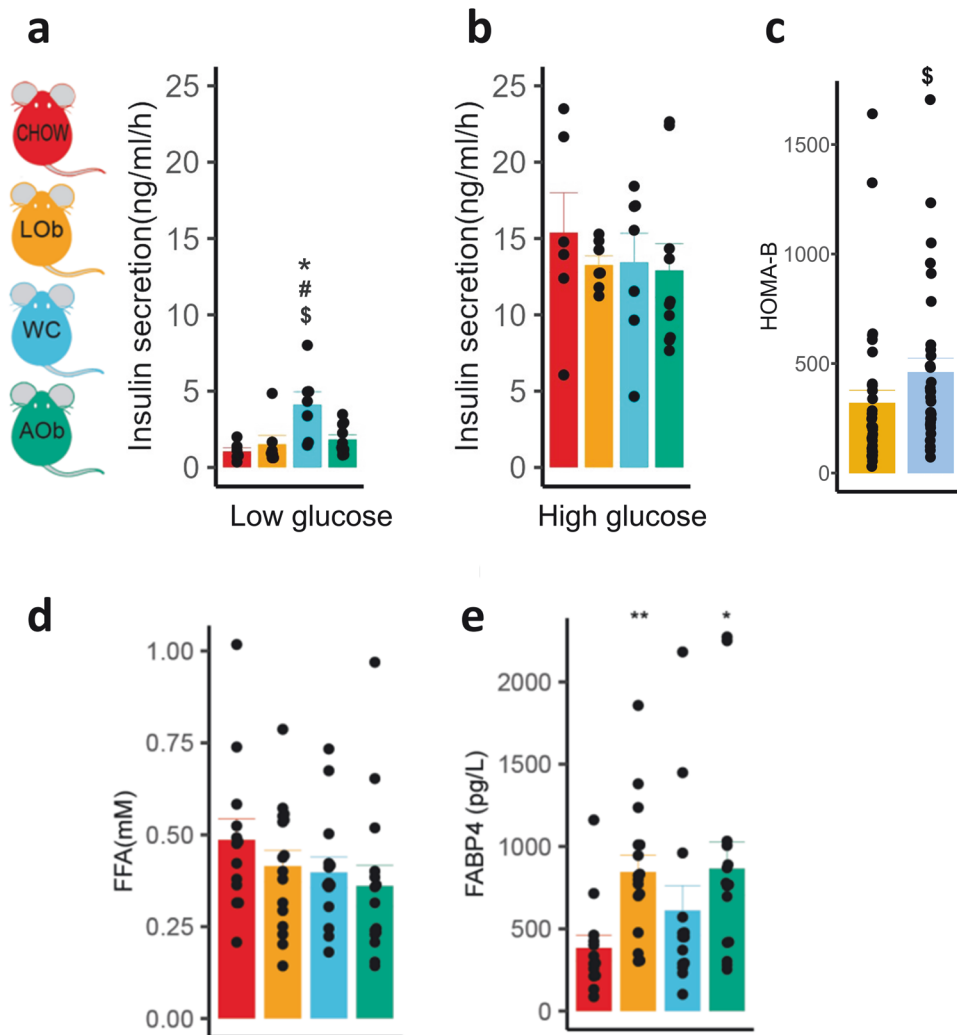 a
CHOW
LOb
WC
AOb
Insulin secretion(ng/ml/h)
25
20
15
10
5
0
*
#
$
Low glucose
b
Insulin secretion(ng/ml/h)
25
20
15
10
5
0
High glucose
c
$
HOMA-B
1500
1000
500
0
d
FFA(mM)
1.00
0.75
0.50
0.25
0.00
e
** *
FABP4 (pg/L)
2000
1500
1000
500
0